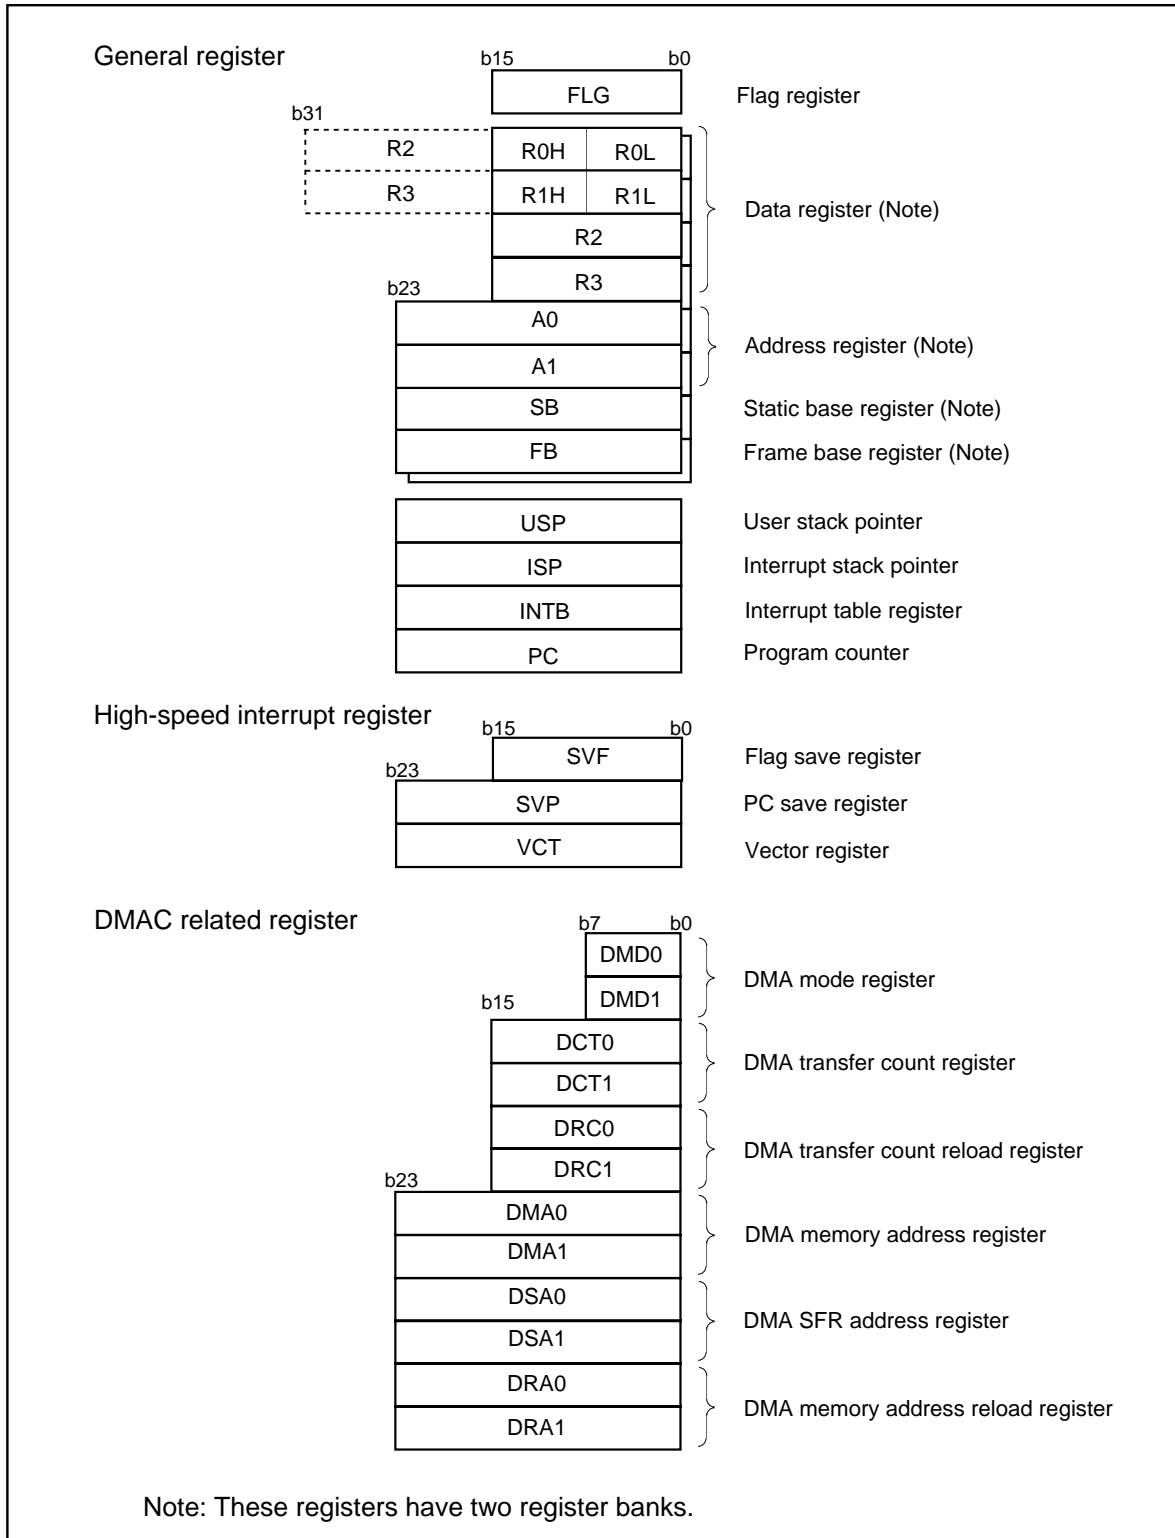 General register
b15 b0
FLG Flag register
b31
R2 R0H R0L
R3 R1H R1L
Data register (Note)
R2
R3
b23
A0
A1
Address register (Note)
SB Static base register (Note)
FB Frame base register (Note)
USP User stack pointer
ISP Interrupt stack pointer
INTB Interrupt table register
PC Program counter
High-speed interrupt register
b15 b0
SVF Flag save register
b23
SVP PC save register
VCT Vector register
DMAC related register
b7 b0
DMD0
DMD1
DMA mode register
b15
DCT0
DCT1
DMA transfer count register
DRC0
DRC1
DMA transfer count reload register
b23
DMA0
DMA1
DMA memory address register
DSA0
DSA1
DMA SFR address register
DRA0
DRA1
DMA memory address reload register
Note: These registers have two register banks.